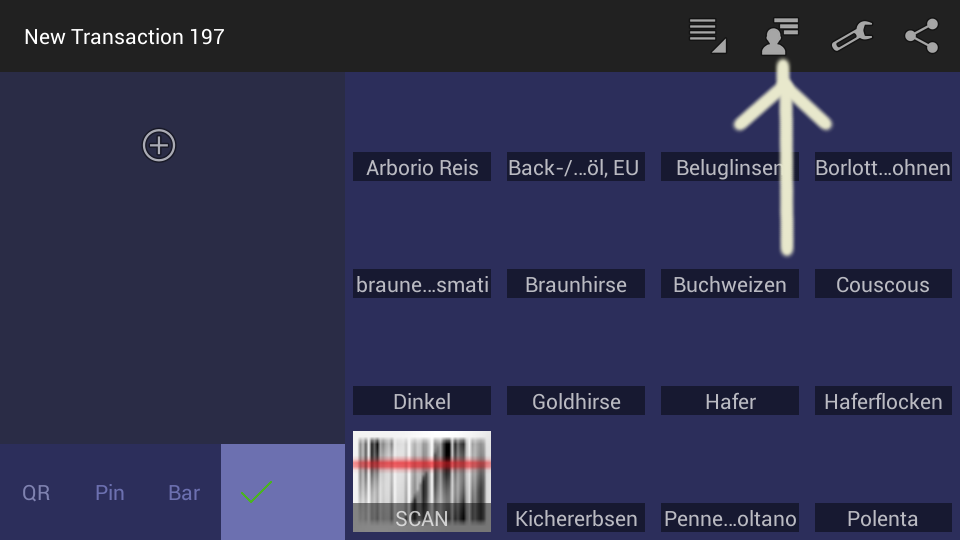 New Transaction 197
Arborio Reis
Back-/…öl, EU
Beluglinsen
Borlott…ohnen
braune…smati
Braunhirse
Buchweizen
Couscous
Dinkel
Goldhirse
Hafer
Haferflocken
SCAN
Kichererbsen
Penne…oltano
Polenta
QR
Pin
Bar